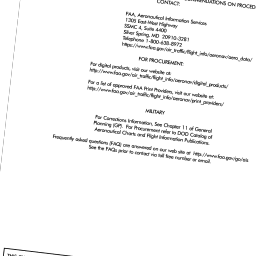 COMMENDATIONS ON PROCED
CONTACT:
FAA, Aeronautical Information Services
1305 East-West Highway
SSMC 4, Suite 4400
Silver Spring, MD 20910-3281
Telephone 1-800-638-8972
https://www.faa.gov/air_traffic/flight_info/aeronav/aero_data/
FOR PROCUREMENT:
For digital products, visit our website at:
http://www.faa.gov/air_traffic/flight_info/aeronav/digital_products/
For a list of approved FAA Print Providers, visit our website at:
http://www.faa.gov/air_traffic/flight_info/aeronav/print_providers/
MILITARY
For Corrections Information, See Chapter 11 of General
Planning (GP). For Procurement refer to DOD Catalog of
Aeronautical Charts and Flight Information Publications.
Frequently asked questions (FAQ) are answered on our web site at http://www.faa.gov/go/ais
See the FAQs prior to contact via toll free number or email.